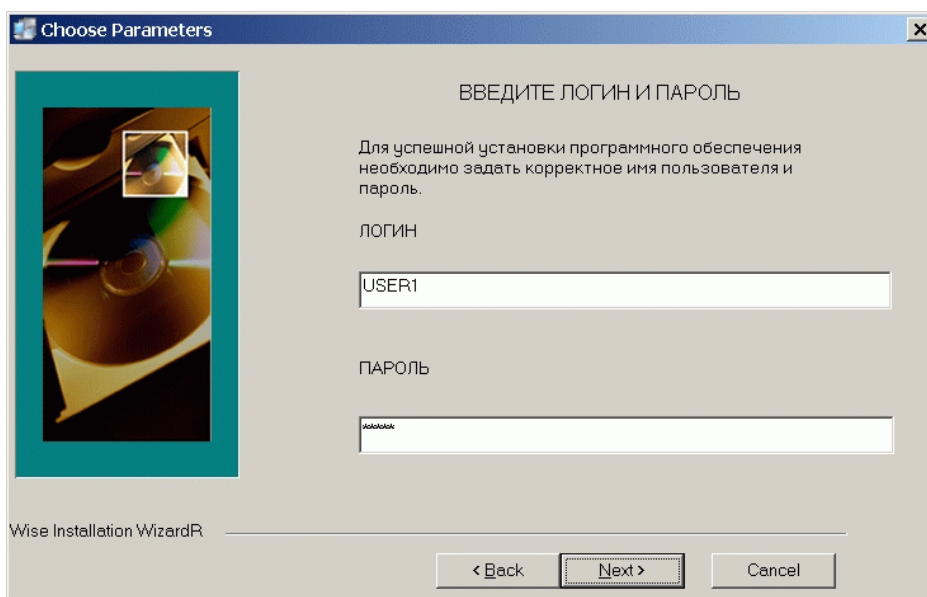 Choose Parameters
ВВЕДИТЕ ЛОГИН И ПАРОЛЬ
Для успешной установки программного обеспечения
необходимо задать корректное имя пользователя и
пароль.
ЛОГИН
USER1
ПАРОЛЬ
*****
Wise Installation WizardR
< Back
Next >
Cancel